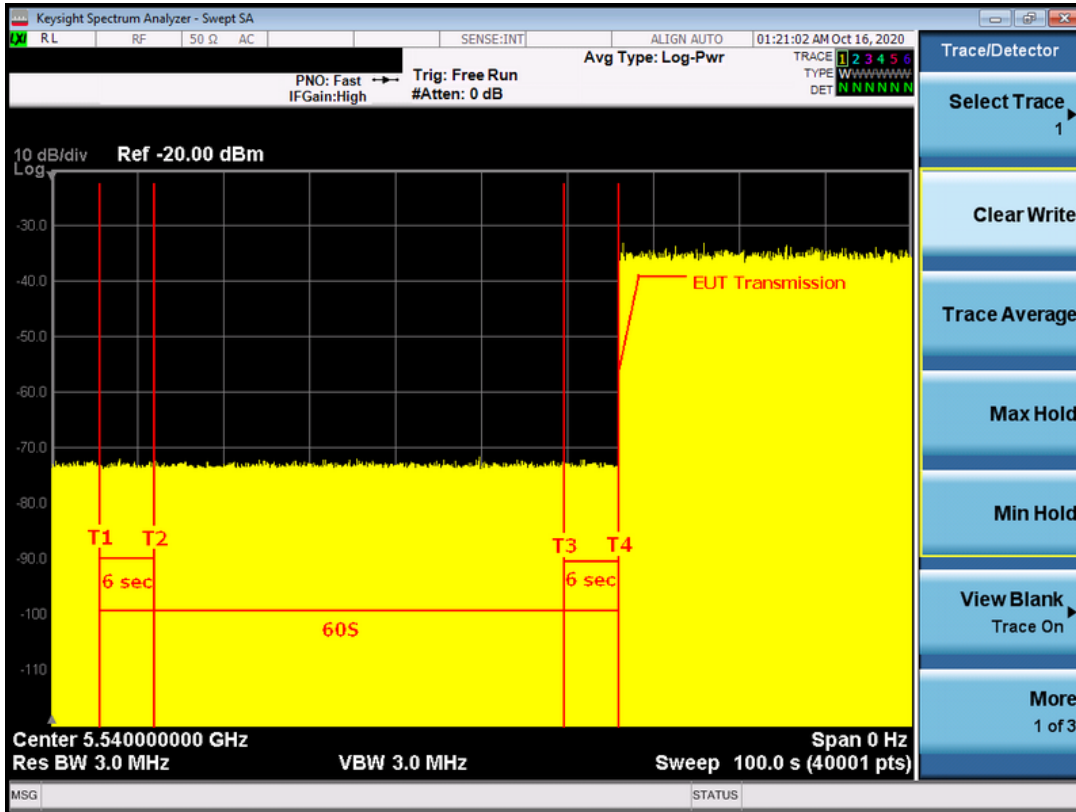 Keysight Spectrum Analyzer - Swept SA
LXI RL RF 50 Ω AC SENSE:INT ALIGN AUTO 01:21:02 AM Oct 16, 2020
PNO: Fast
IFGain:High
Trig: Free Run
#Atten: 0 dB
Avg Type: Log-Pwr
TRACE 1 2 3 4 5 6
TYPE WWWWWW
DET N N N N N N
10 dB/div Ref -20.00 dBm
Log
-30.0
-40.0
-50.0
-60.0
-70.0
-80.0
-90.0
-100
-110
EUT Transmission
T1 T2 T3 T4
6 sec 6 sec
60S
Center 5.540000000 GHz Span 0 Hz
Res BW 3.0 MHz VBW 3.0 MHz Sweep 100.0 s (40001 pts)
MSG STATUS
Trace/Detector
Select Trace
1
Clear Write
Trace Average
Max Hold
Min Hold
View Blank
Trace On
More
1 of 3